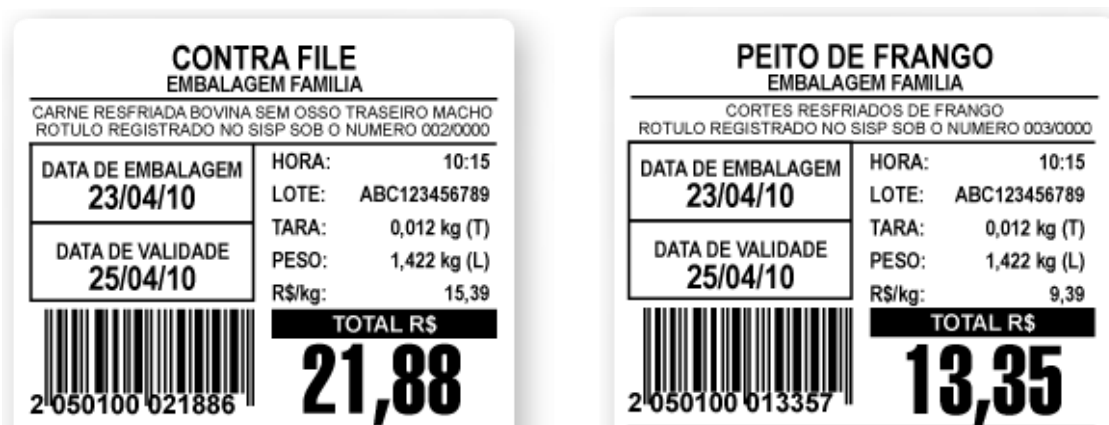 CONTRA FILE
EMBALAGEM FAMILIA
CARNE RESFRIADA BOVINA SEM OSSO TRASEIRO MACHO
ROTULO REGISTRADO NO SISP SOB O NUMERO 002/0000
DATA DE EMBALAGEM
23/04/10
DATA DE VALIDADE
25/04/10
HORA: 10:15
LOTE: ABC123456789
TARA: 0,012 kg (T)
PESO: 1,422 kg (L)
R$/kg: 15,39
TOTAL R$
21,88
2 050100 021886
PEITO DE FRANGO
EMBALAGEM FAMILIA
CORTES RESFRIADOS DE FRANGO
ROTULO REGISTRADO NO SISP SOB O NUMERO 003/0000
DATA DE EMBALAGEM
23/04/10
DATA DE VALIDADE
25/04/10
HORA: 10:15
LOTE: ABC123456789
TARA: 0,012 kg (T)
PESO: 1,422 kg (L)
R$/kg: 9,39
TOTAL R$
13,35
2 050100 013357